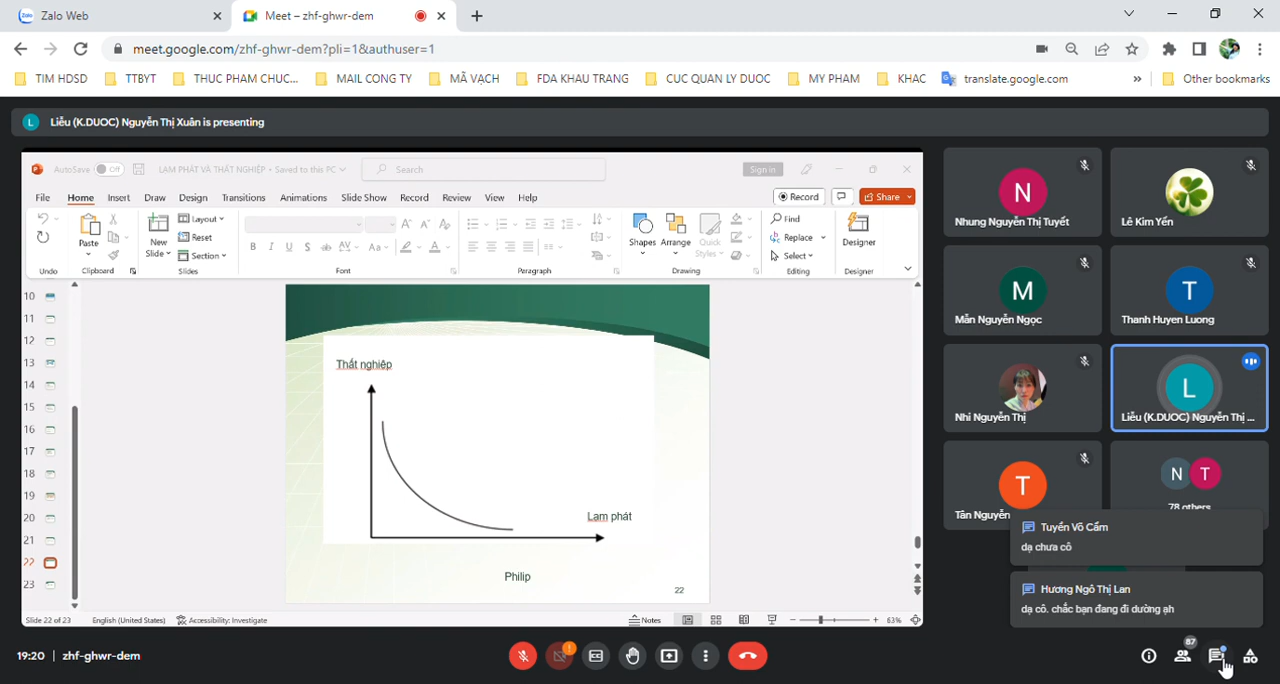 Zalo Web
Meet – zhf-ghwr-dem
meet.google.com/zhf-ghwr-dem?pli=1&authuser=1
TIM HDSD
TTBYT
THUC PHAM CHUC...
MAIL CONG TY
MÃ VẠCH
FDA KHAU TRANG
CUC QUAN LY DUOC
MY PHAM
KHAC
translate.google.com
»
Other bookmarks
L
Liễu (K.DUOC) Nguyễn Thị Xuân is presenting
AutoSave
Off
LAM PHÁT VÀ THẤT NGHIỆP • Saved to this PC
Search
Sign in
File
Home
Insert
Draw
Design
Transitions
Animations
Slide Show
Record
Review
View
Help
Record
Share
Paste
New
Slide
Layout
Reset
Section
B I U S ab AV Aa A
Shapes
Arrange
Quick
Styles
Find
Replace
Select
Designer
Undo
Clipboard
Slides
Font
Paragraph
Drawing
Editing
Designer
10
11
12
13
14
15
16
17
18
19
20
21
22
23
Thất nghiệp
Lạm phát
Philip
22
Slide 22 of 23
English (United States)
Accessibility: Investigate
Notes
63%
N
Nhung Nguyễn Thị Tuyết
Lê Kim Yến
M
Mẫn Nguyễn Ngọc
T
Thanh Huyen Luong
Nhi Nguyễn Thị
L
Liễu (K.DUOC) Nguyễn Thị ...
T
Tấn Nguyễn
N T
78 others
Tuyền Võ Cẩm
dạ chưa cô
Hương Ngô Thị Lan
dạ cô. chắc bạn đang đi dường ạh
19:20 | zhf-ghwr-dem
87